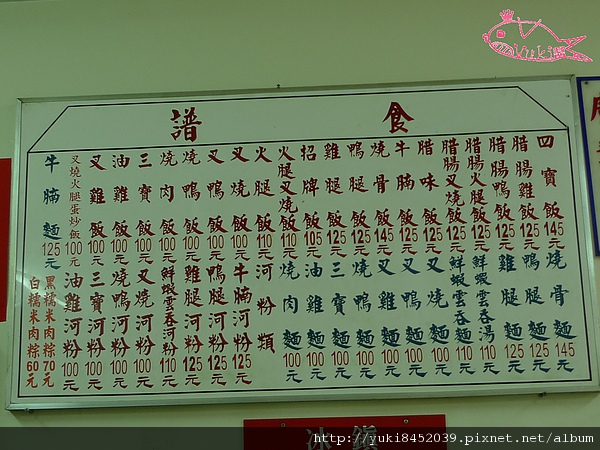 食譜
四寶飯145元
腊腸雞飯125元
腊腸鴨飯125元
腊腸火腿飯125元
腊腸叉燒飯125元
腊味飯125元
牛腩飯125元
燒骨飯145元
鴨腿飯125元
雞腿飯125元
招牌飯105元
火腿叉燒飯110元
火腿飯110元
叉燒飯100元
叉鴨飯100元
燒鴨飯100元
燒肉飯100元
三寶飯100元
油雞飯100元
叉雞飯100元
叉燒火腿蛋炒飯100元
牛腩麵125元
燒骨麵145元
鴨腿麵125元
雞腿麵125元
鮮蝦雲吞湯110元
鮮蝦雲吞麵110元
叉燒麵100元
叉鴨麵100元
叉雞麵100元
燒鴨麵100元
三寶麵100元
油雞麵100元
燒肉麵100元
河粉類
牛腩河粉125元
鴨腿河粉125元
雞腿河粉125元
鮮蝦雲吞河粉110元
叉燒河粉100元
燒鴨河粉100元
三寶河粉100元
油雞河粉100元
黑糯米肉粽70元
白糯米肉粽60元
冰鎮
Yuki
http://yuki8452039.pixnet.net/album